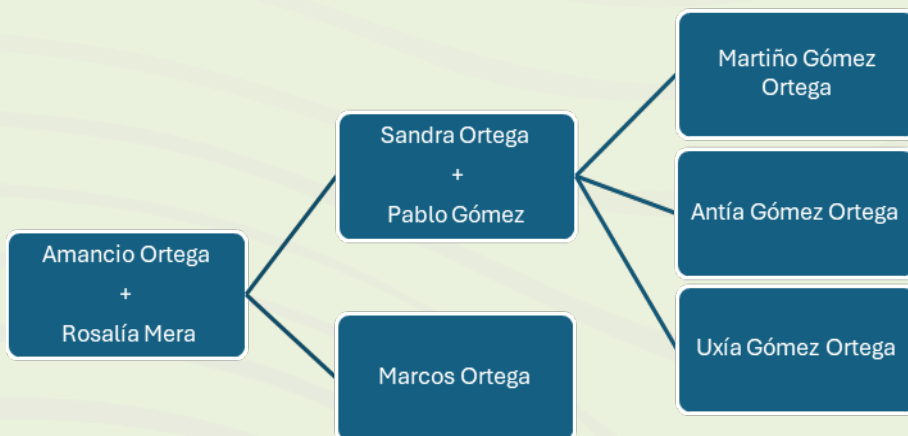 Amancio Ortega
+
Rosalía Mera
Sandra Ortega
+
Pablo Gómez
Marcos Ortega
Martiño Gómez
Ortega
Antía Gómez Ortega
Uxía Gómez Ortega